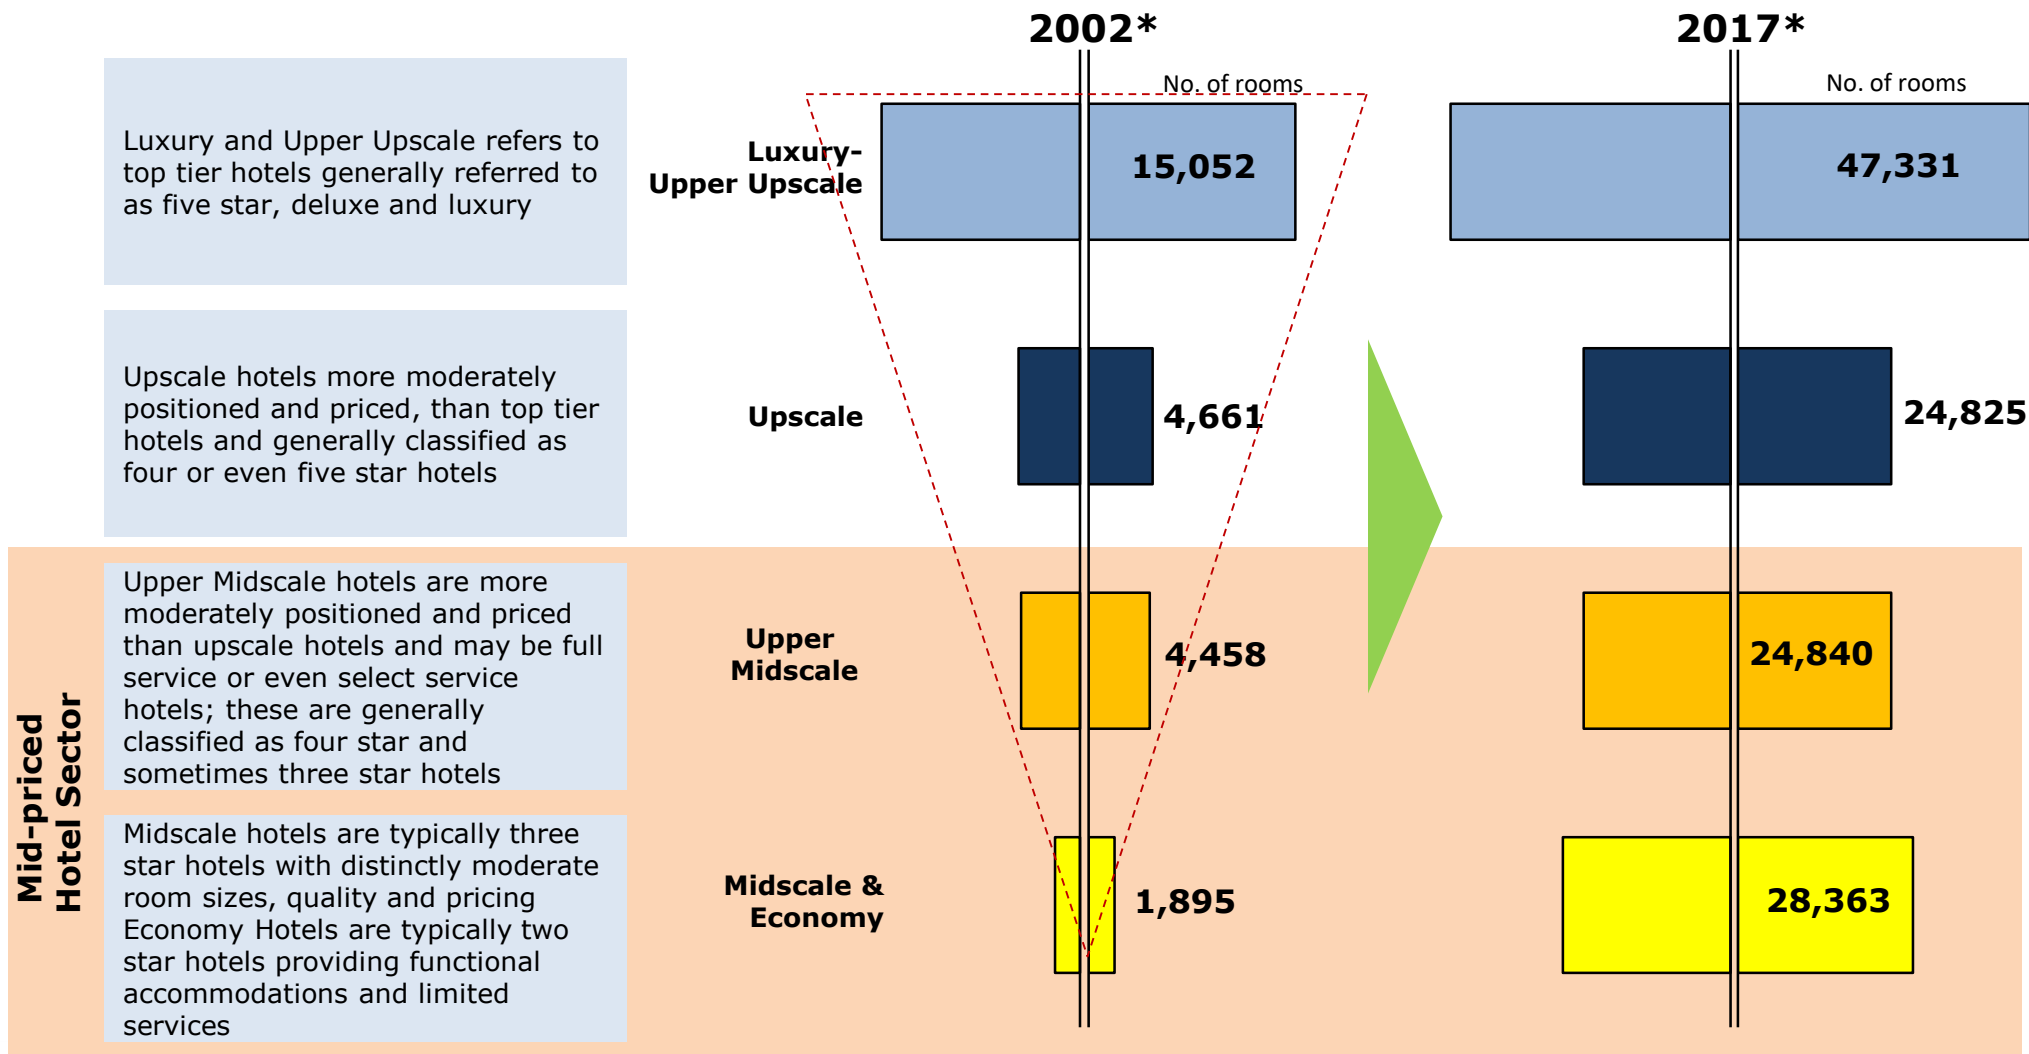 2002*
2017*
No. of rooms
No. of rooms
Luxury and Upper Upscale refers to
top tier hotels generally referred to
as five star, deluxe and luxury
Luxury-
Upper Upscale
15,052
47,331
Upscale hotels more moderately
positioned and priced, than top tier
hotels and generally classified as
four or even five star hotels
Upscale
4,661
24,825
Mid-priced
Hotel Sector
Upper Midscale hotels are more
moderately positioned and priced
than upscale hotels and may be full
service or even select service
hotels; these are generally
classified as four star and
sometimes three star hotels
Upper
Midscale
4,458
24,840
Midscale hotels are typically three
star hotels with distinctly moderate
room sizes, quality and pricing
Economy Hotels are typically two
star hotels providing functional
accommodations and limited
services
Midscale &
Economy
1,895
28,363